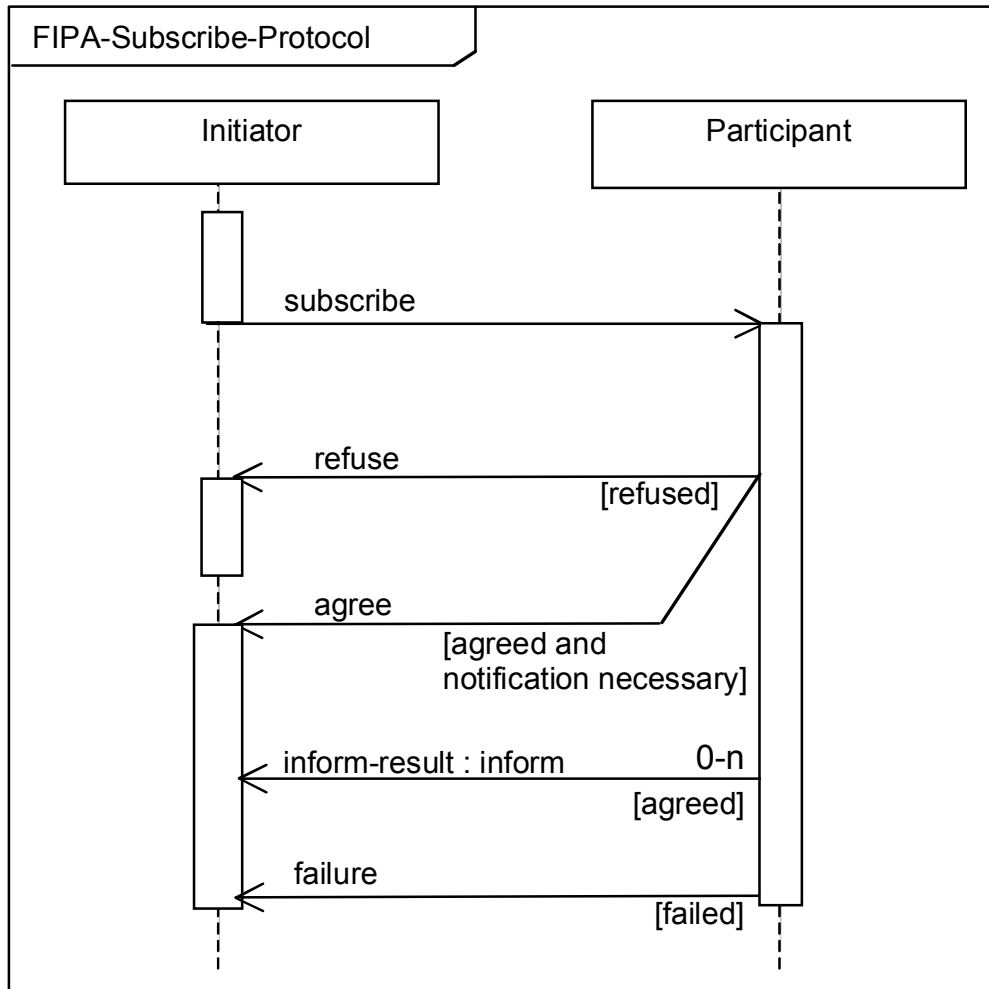 FIPA-Subscribe-Protocol
Initiator
Participant
subscribe
refuse
[refused]
agree
[agreed and
notification necessary]
inform-result : inform
0-n
[agreed]
failure
[failed]